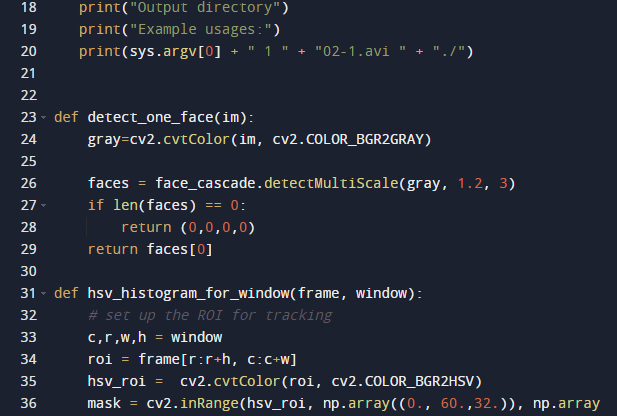 18 print("Output directory")
19 print("Example usages:")
20 print(sys.argv[0] + " 1 " + "02-1.avi " + "./")
21
22
23 def detect_one_face(im):
24 gray=cv2.cvtColor(im, cv2.COLOR_BGR2GRAY)
25
26 faces = face_cascade.detectMultiScale(gray, 1.2, 3)
27 if len(faces) == 0:
28 return (0,0,0,0)
29 return faces[0]
30
31 def hsv_histogram_for_window(frame, window):
32 # set up the ROI for tracking
33 c,r,w,h = window
34 roi = frame[r:r+h, c:c+w]
35 hsv_roi =  cv2.cvtColor(roi, cv2.COLOR_BGR2HSV)
36 mask = cv2.inRange(hsv_roi, np.array((0., 60.,32.)), np.array